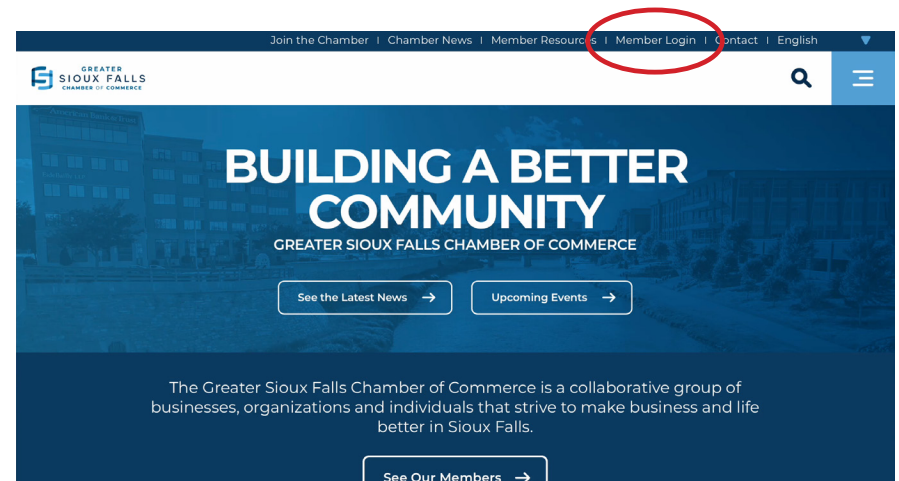 Join the Chamber | Chamber News | Member Resources | Member Login | Contact | English
GREATER
SIOUX FALLS
CHAMBER OF COMMERCE
BUILDING A BETTER
COMMUNITY
GREATER SIOUX FALLS CHAMBER OF COMMERCE
See the Latest News → Upcoming Events →
The Greater Sioux Falls Chamber of Commerce is a collaborative group of
businesses, organizations and individuals that strive to make business and life
better in Sioux Falls.
See Our Members →